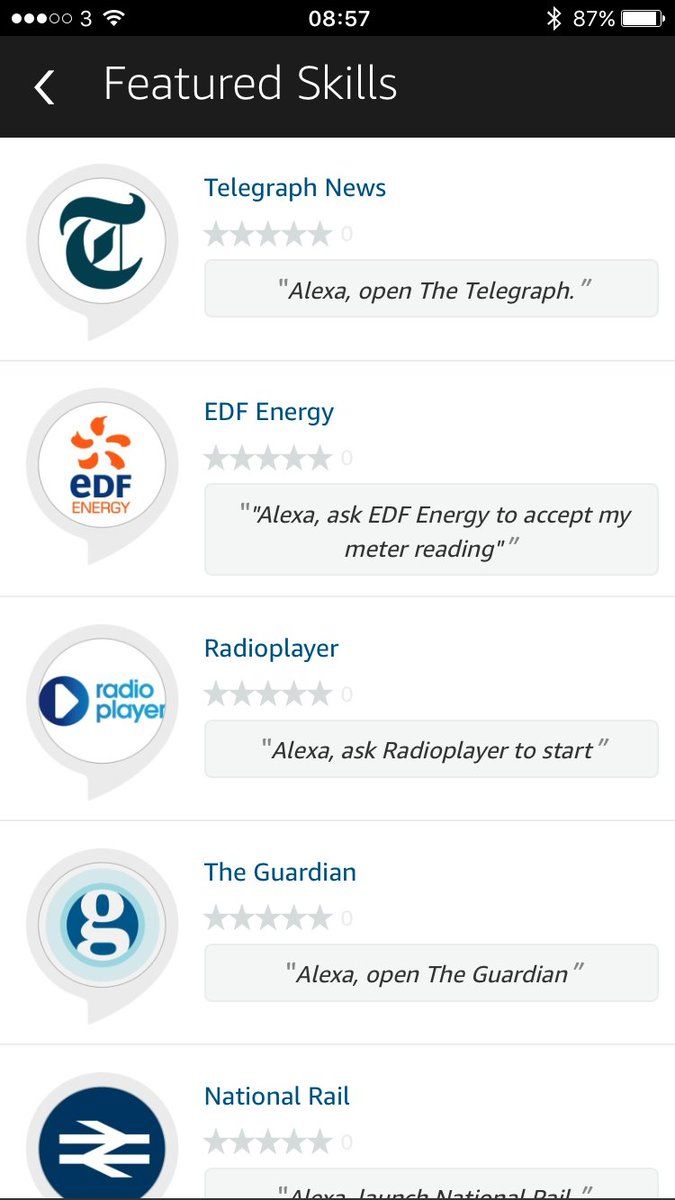 3 08:57 87%
Featured Skills
Telegraph News
0
"Alexa, open The Telegraph."
EDF Energy
0
eDF
ENERGY
""Alexa, ask EDF Energy to accept my
meter reading""
Radioplayer
0
radio
player
"Alexa, ask Radioplayer to start"
The Guardian
0
g
"Alexa, open The Guardian"
National Rail
0
"Alexa, launch National Rail."